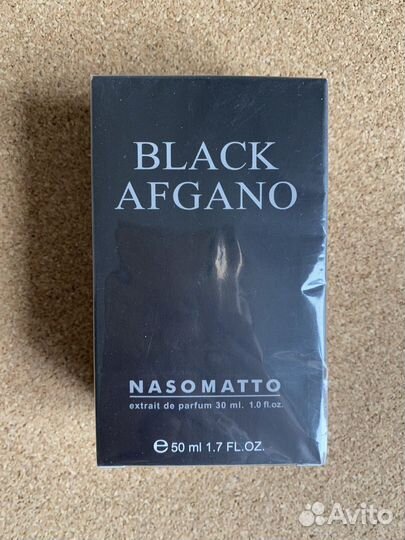 BLACK
AFGANO
NASOMATTO
extrait de parfum 30 ml. 1.0 fl.oz.
℮ 50 ml 1.7 FL.OZ.
Avito